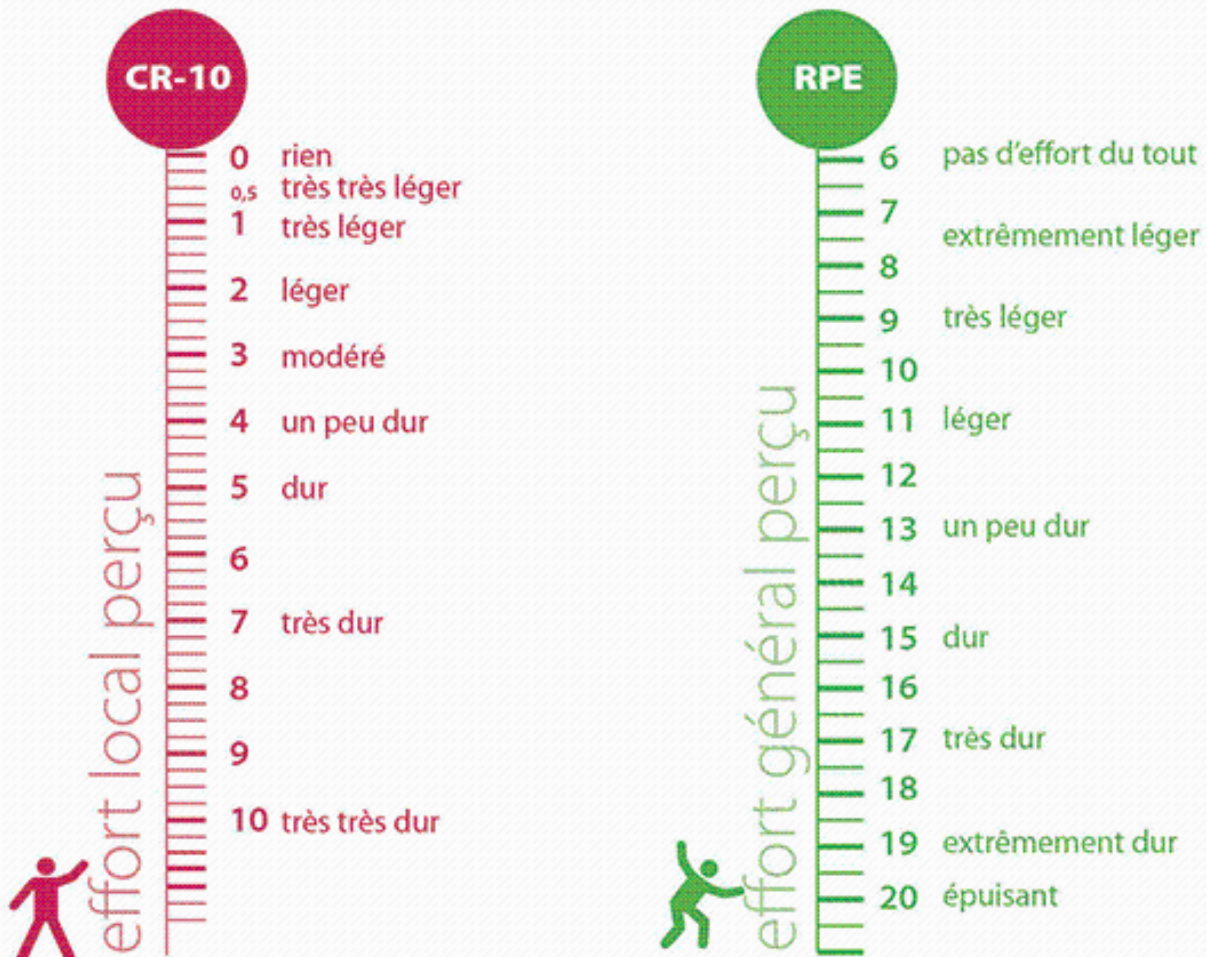 CR-10
0 rien
0,5 très très léger
1 très léger
2 léger
3 modéré
4 un peu dur
5 dur
6
7 très dur
8
9
10 très très dur
effort local perçu
RPE
6 pas d'effort du tout
7
extrêmement léger
8
9 très léger
10
11 léger
12
13 un peu dur
14
15 dur
16
17 très dur
18
19 extrêmement dur
20 épuisant
effort général perçu